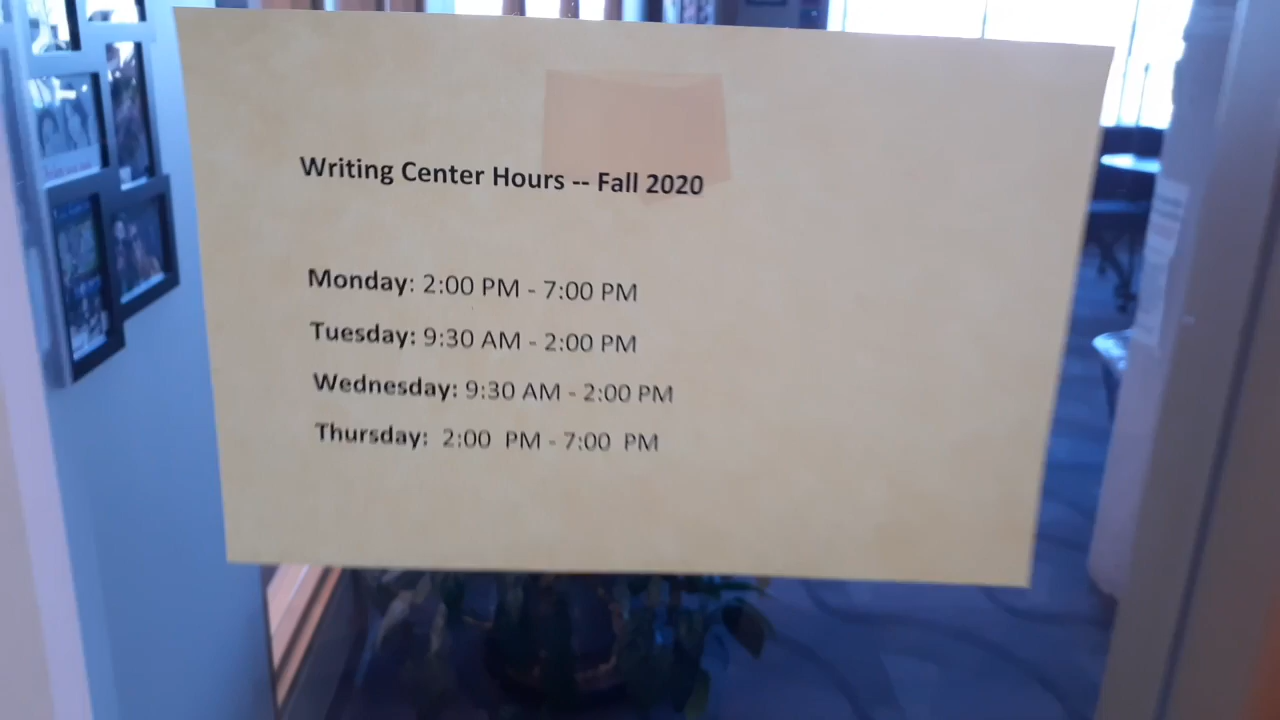 Writing Center Hours -- Fall 2020
Monday: 2:00 PM - 7:00 PM
Tuesday: 9:30 AM - 2:00 PM
Wednesday: 9:30 AM - 2:00 PM
Thursday: 2:00 PM - 7:00 PM